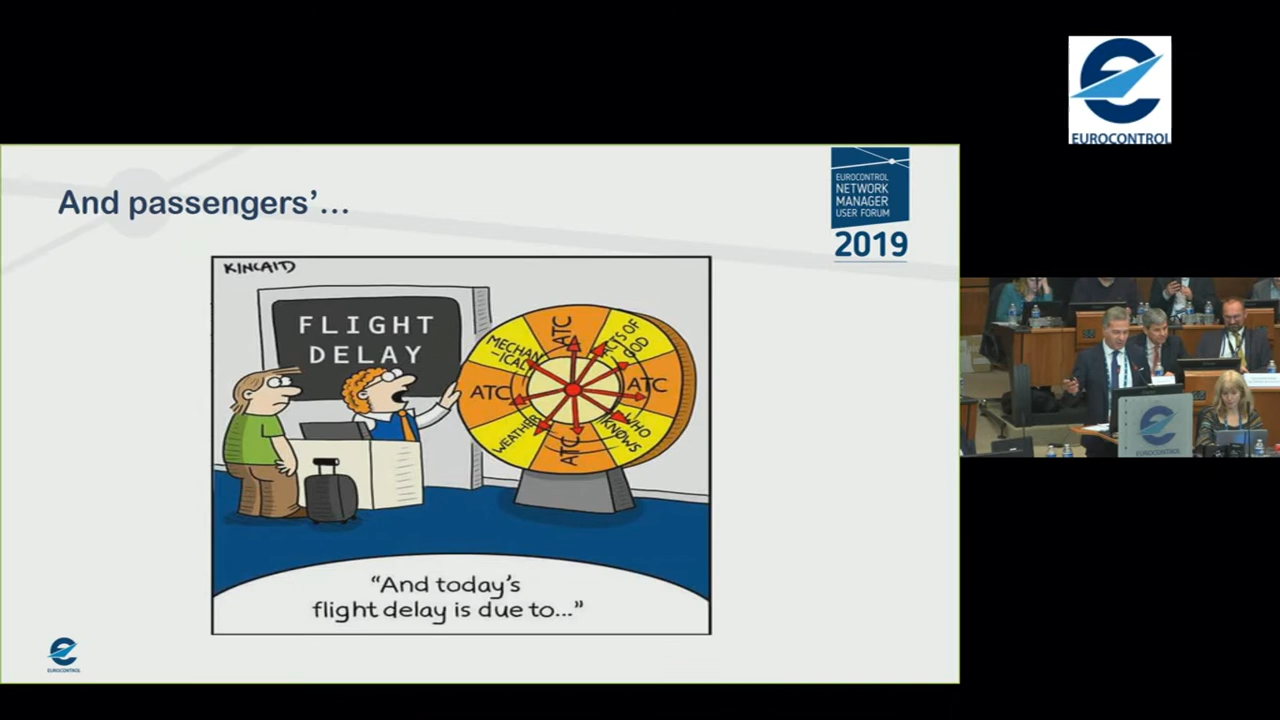 EUROCONTROL
And passengers’...
EUROCONTROL
NETWORK
MANAGER
USER FORUM
2019
KINCAID
FLIGHT
DELAY
MECHAN
-ICAL
ATC
ACTS OF
GOD
ATC
ATC
WEATHER
ATC
WHO
KNOWS
“And today’s
flight delay is due to...”
EUROCONTROL
EUROCONTROL